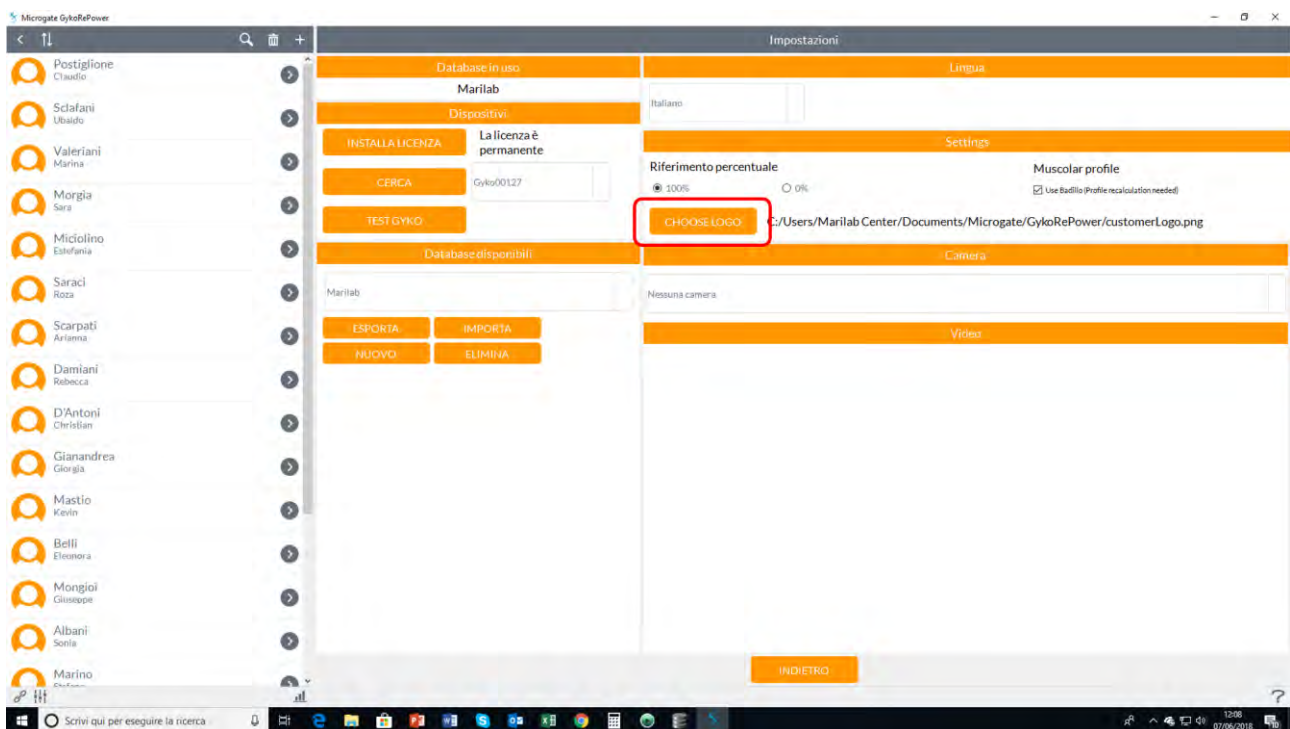 Microgate GykoRePower
Impostazioni
Postiglione
Claudio
Sclafani
Ubaldo
Valeriani
Marina
Morgia
Sara
Miciolino
Estefania
Saraci
Roza
Scarpati
Arianna
Damiani
Rebecca
D'Antoni
Christian
Gianandrea
Giorgia
Mastio
Kevin
Belli
Eleonora
Mongioi
Giuseppe
Albani
Sonia
Marino
Database in uso
Marilab
Dispositivi
INSTALLA LICENZA
La licenza è
permanente
CERCA
Gyko00127
TEST GYKO
Database disponibili
Marilab
ESPORTA
IMPORTA
NUOVO
ELIMINA
Lingua
Italiano
Settings
Riferimento percentuale
Muscolar profile
100%
0%
Use Badillo (Profile recalculation needed)
CHOOSE LOGO
C:/Users/Marilab Center/Documents/Microgate/GykoRePower/customerLogo.png
Camera
Nessuna camera
Video
INDIETRO
?
Scrivi qui per eseguire la ricerca
12:08
07/06/2018